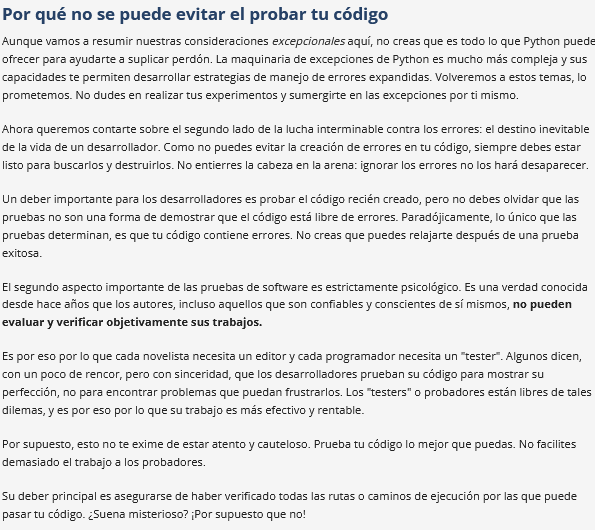 Por qué no se puede evitar el probar tu código
Aunque vamos a resumir nuestras consideraciones excepcionales aquí, no creas que es todo lo que Python puede
ofrecer para ayudarte a suplicar perdón. La maquinaria de excepciones de Python es mucho más compleja y sus
capacidades te permiten desarrollar estrategias de manejo de errores expandidas. Volveremos a estos temas, lo
prometemos. No dudes en realizar tus experimentos y sumergirte en las excepciones por ti mismo.
Ahora queremos contarte sobre el segundo lado de la lucha interminable contra los errores: el destino inevitable
de la vida de un desarrollador. Como no puedes evitar la creación de errores en tu código, siempre debes estar
listo para buscarlos y destruirlos. No entierres la cabeza en la arena: ignorar los errores no los hará desaparecer.
Un deber importante para los desarrolladores es probar el código recién creado, pero no debes olvidar que las
pruebas no son una forma de demostrar que el código está libre de errores. Paradójicamente, lo único que las
pruebas determinan, es que tu código contiene errores. No creas que puedes relajarte después de una prueba
exitosa.
El segundo aspecto importante de las pruebas de software es estrictamente psicológico. Es una verdad conocida
desde hace años que los autores, incluso aquellos que son confiables y conscientes de sí mismos, no pueden
evaluar y verificar objetivamente sus trabajos.
Es por eso por lo que cada novelista necesita un editor y cada programador necesita un "tester". Algunos dicen,
con un poco de rencor, pero con sinceridad, que los desarrolladores prueban su código para mostrar su
perfección, no para encontrar problemas que puedan frustrarlos. Los "testers" o probadores están libres de tales
dilemas, y es por eso por lo que su trabajo es más efectivo y rentable.
Por supuesto, esto no te exime de estar atento y cauteloso. Prueba tu código lo mejor que puedas. No facilites
demasiado el trabajo a los probadores.
Su deber principal es asegurarse de haber verificado todas las rutas o caminos de ejecución por las que puede
pasar tu código. ¿Suena misterioso? ¡Por supuesto que no!